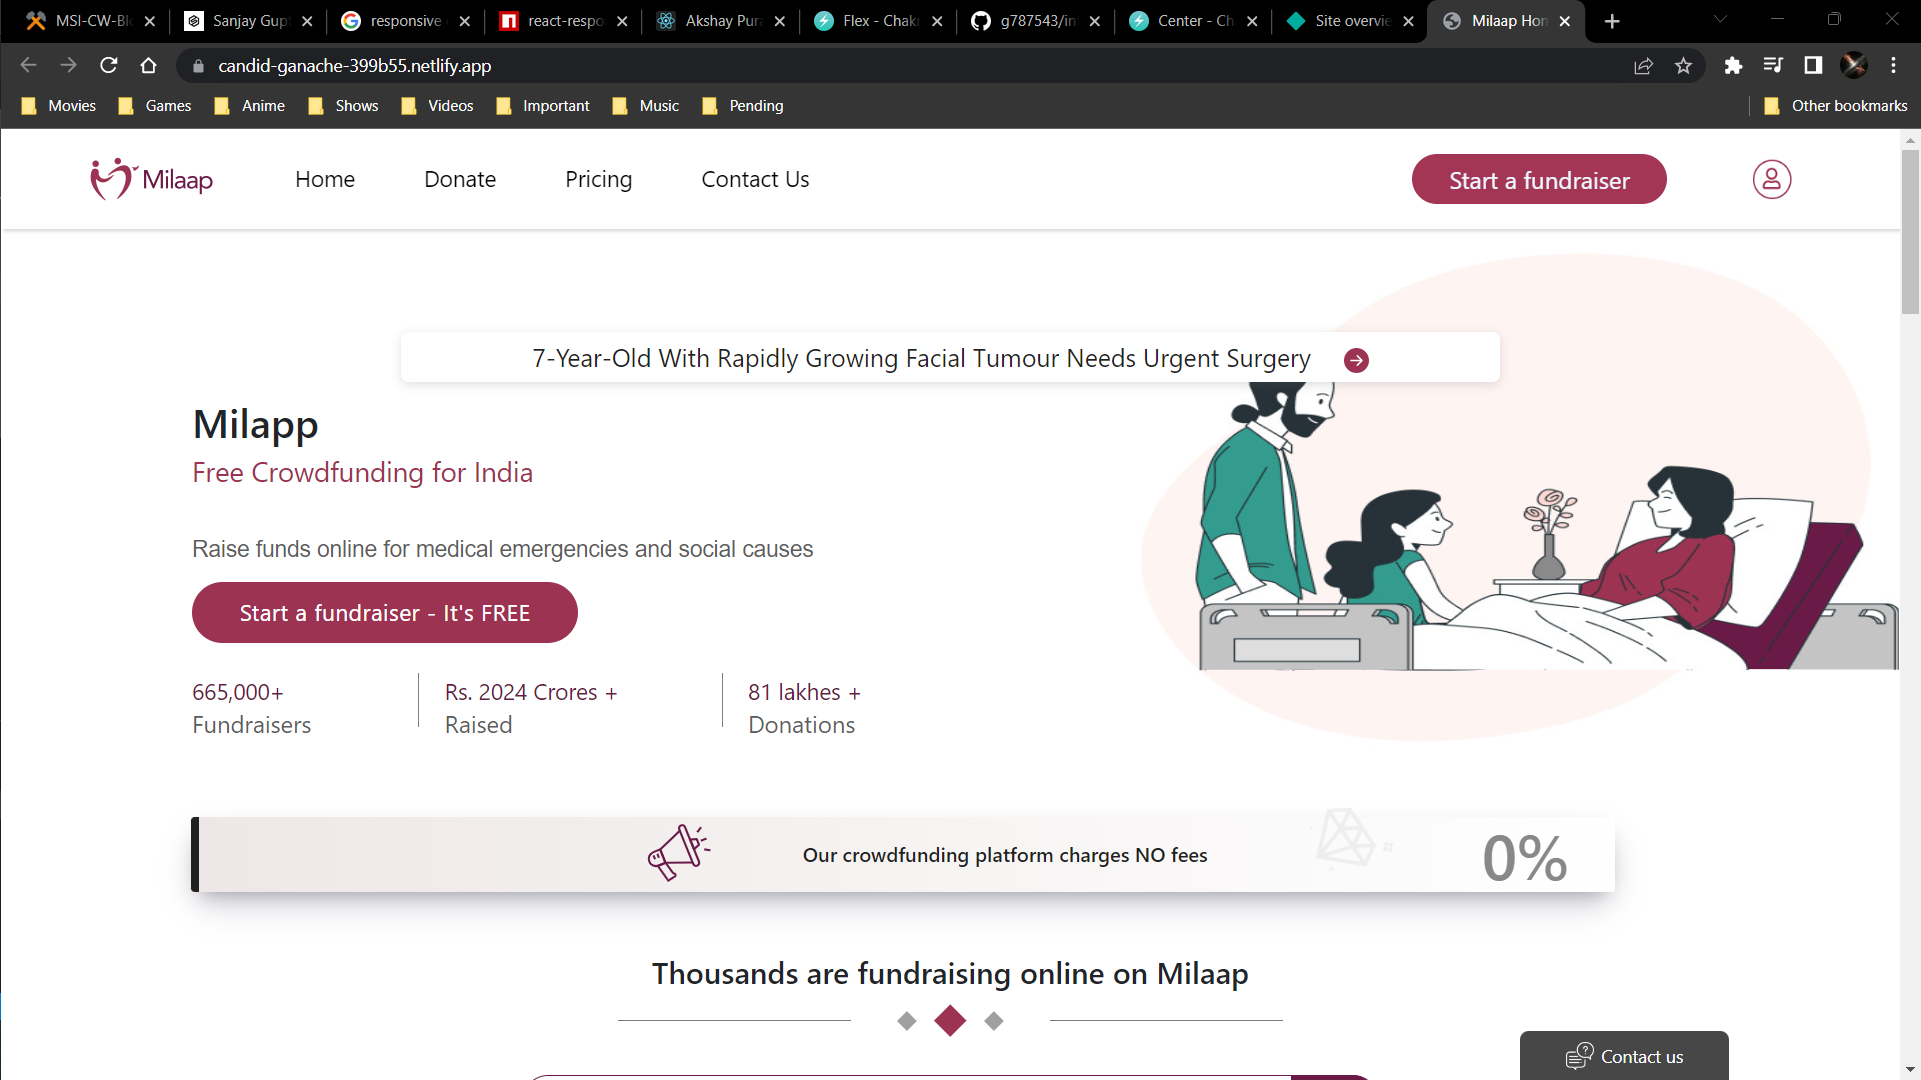 MSI-CW-Bl
Sanjay Gup
responsive
react-respo
Akshay Pura
Flex - Chak
g787543/in
Center - Ch
Site overvie
Milaap Hom
candid-ganache-399b55.netlify.app
Movies
Games
Anime
Shows
Videos
Important
Music
Pending
Other bookmarks
Milaap
Home
Donate
Pricing
Contact Us
Start a fundraiser
7-Year-Old With Rapidly Growing Facial Tumour Needs Urgent Surgery
Milapp
Free Crowdfunding for India
Raise funds online for medical emergencies and social causes
Start a fundraiser - It's FREE
665,000+
Fundraisers
Rs. 2024 Crores +
Raised
81 lakhes +
Donations
Our crowdfunding platform charges NO fees
0%
Thousands are fundraising online on Milaap
Contact us